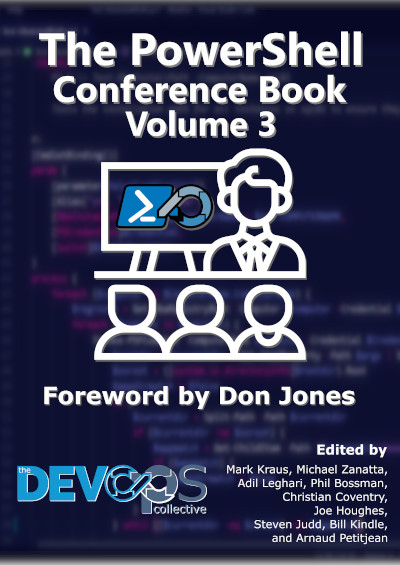 The PowerShell
Conference Book
Volume 3
Foreword by Don Jones
Edited by
Mark Kraus, Michael Zanatta,
Adil Leghari, Phil Bossman,
Christian Coventry,
Joe Houghes,
Steven Judd, Bill Kindle,
and Arnaud Petitjean
the
DEVOPS
collective